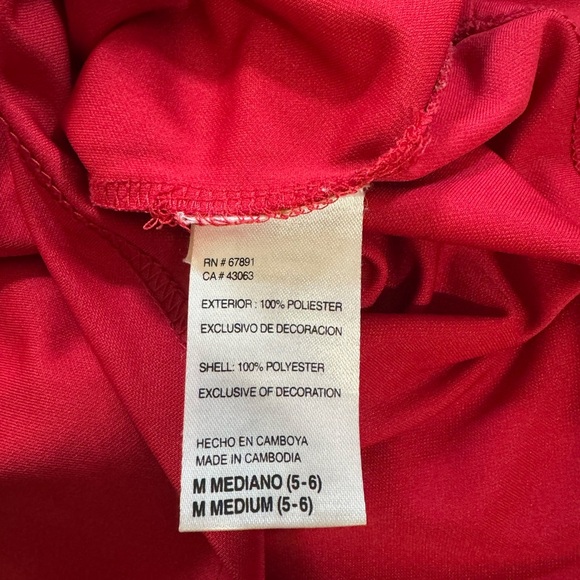 RN # 67891
CA # 43063
EXTERIOR : 100% POLIESTER
EXCLUSIVO DE DECORACION
SHELL: 100% POLYESTER
EXCLUSIVE OF DECORATION
HECHO EN CAMBOYA
MADE IN CAMBODIA
M MEDIANO (5-6)
M MEDIUM (5-6)